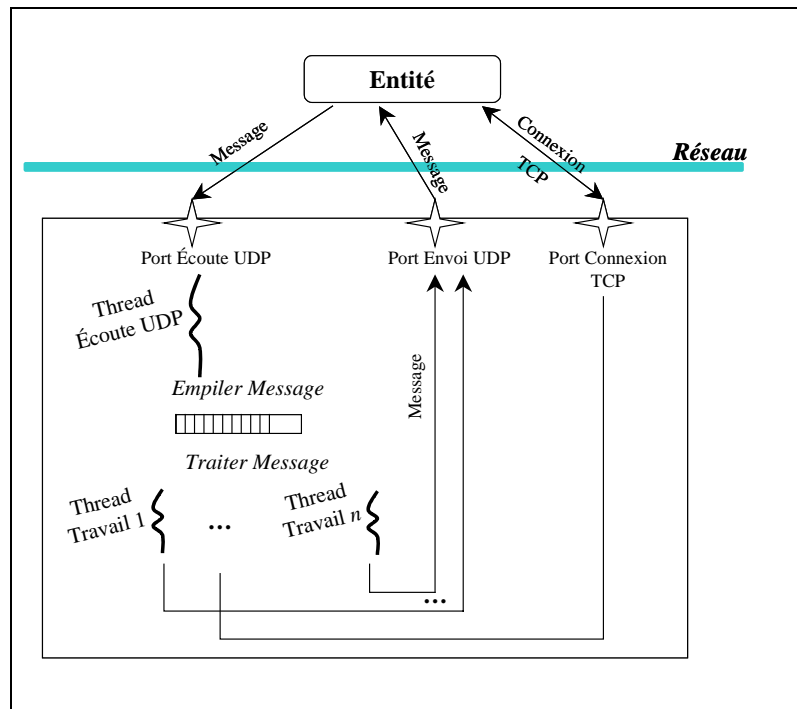 Entité
Message
Message
Connexion
TCP
Réseau
Port Écoute UDP
Port Envoi UDP
Port Connexion
TCP
Thread
Écoute UDP
Empiler Message
Message
Traiter Message
Thread
Travail 1
...
Thread
Travail n
...